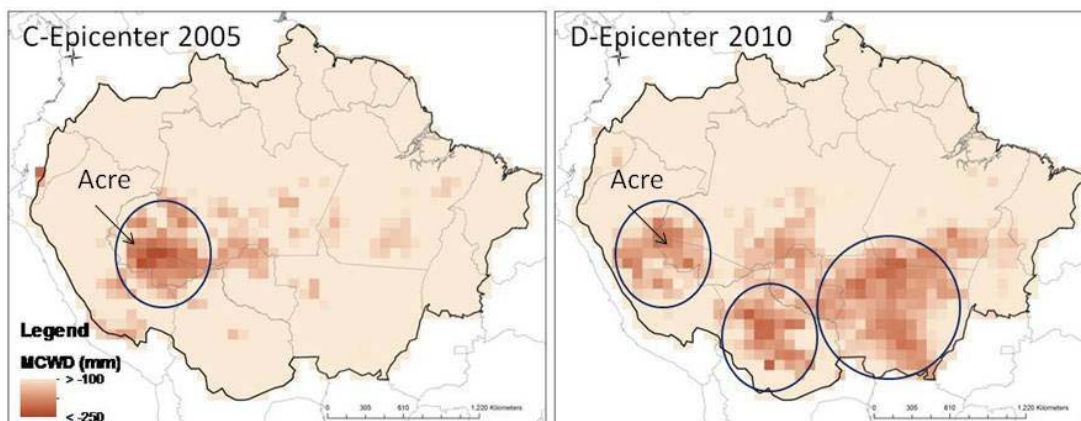 C-Epicenter 2005
Acre
Legend
MCWD (mm)
> -100
< -250
0 305 610 1,220 Kilometers
D-Epicenter 2010
Acre
0 305 610 1,220 Kilometers